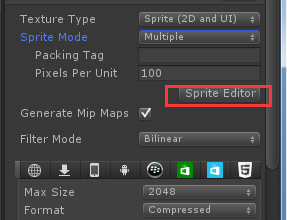 Texture Type Sprite (2D and UI)
Sprite Mode Multiple
Packing Tag
Pixels Per Unit 100
Sprite Editor
Generate Mip Maps
Filter Mode Bilinear
Max Size 2048
Format Compressed